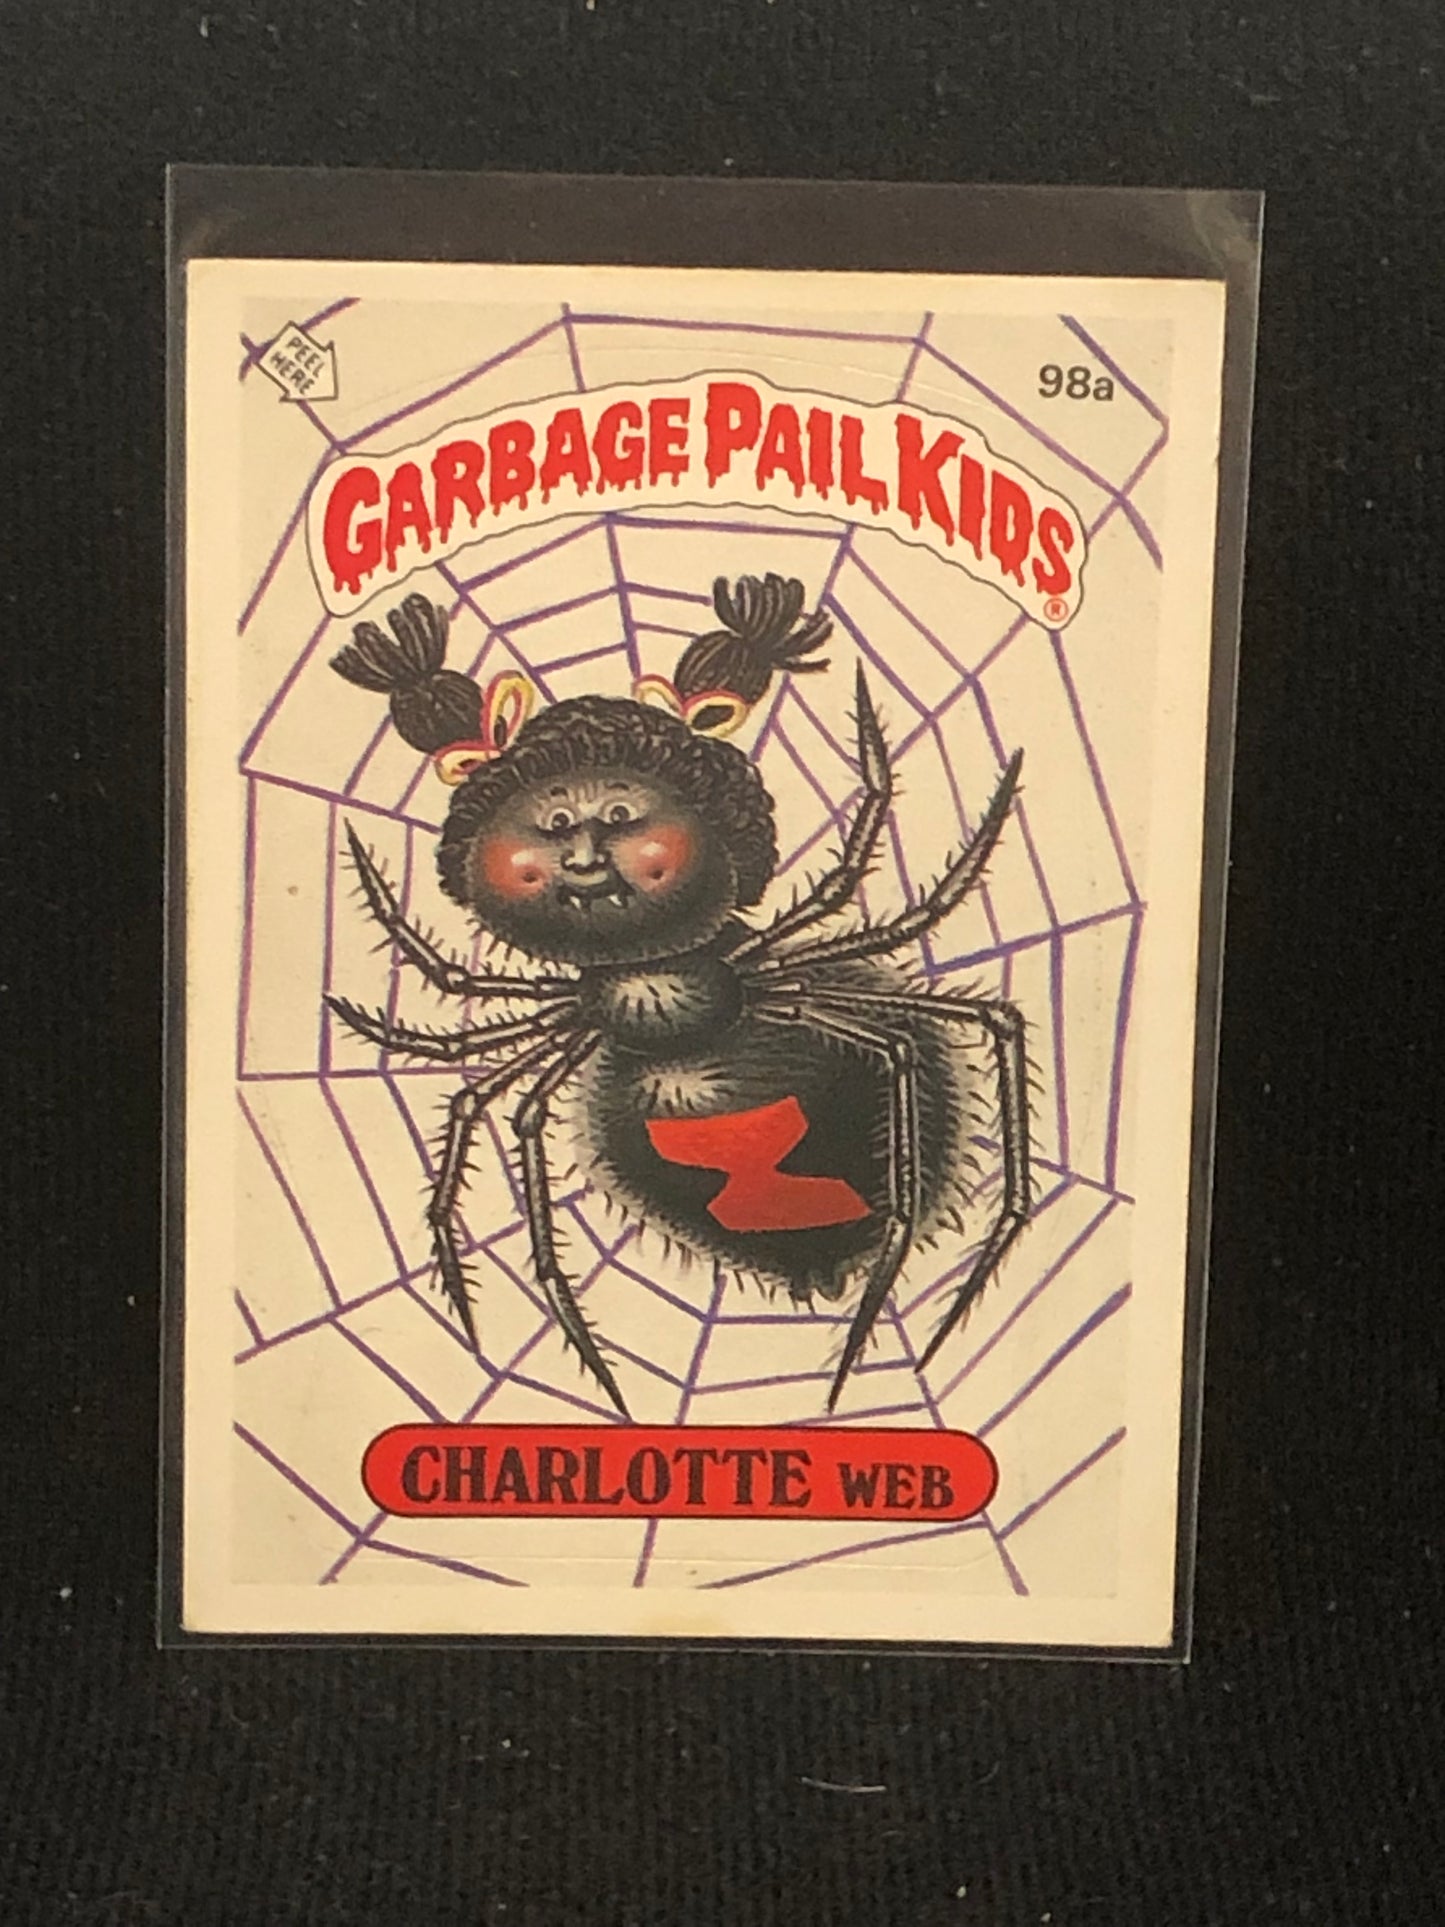 PEEL
HERE
98a
GARBAGE PAIL KIDS
®
CHARLOTTE WEB